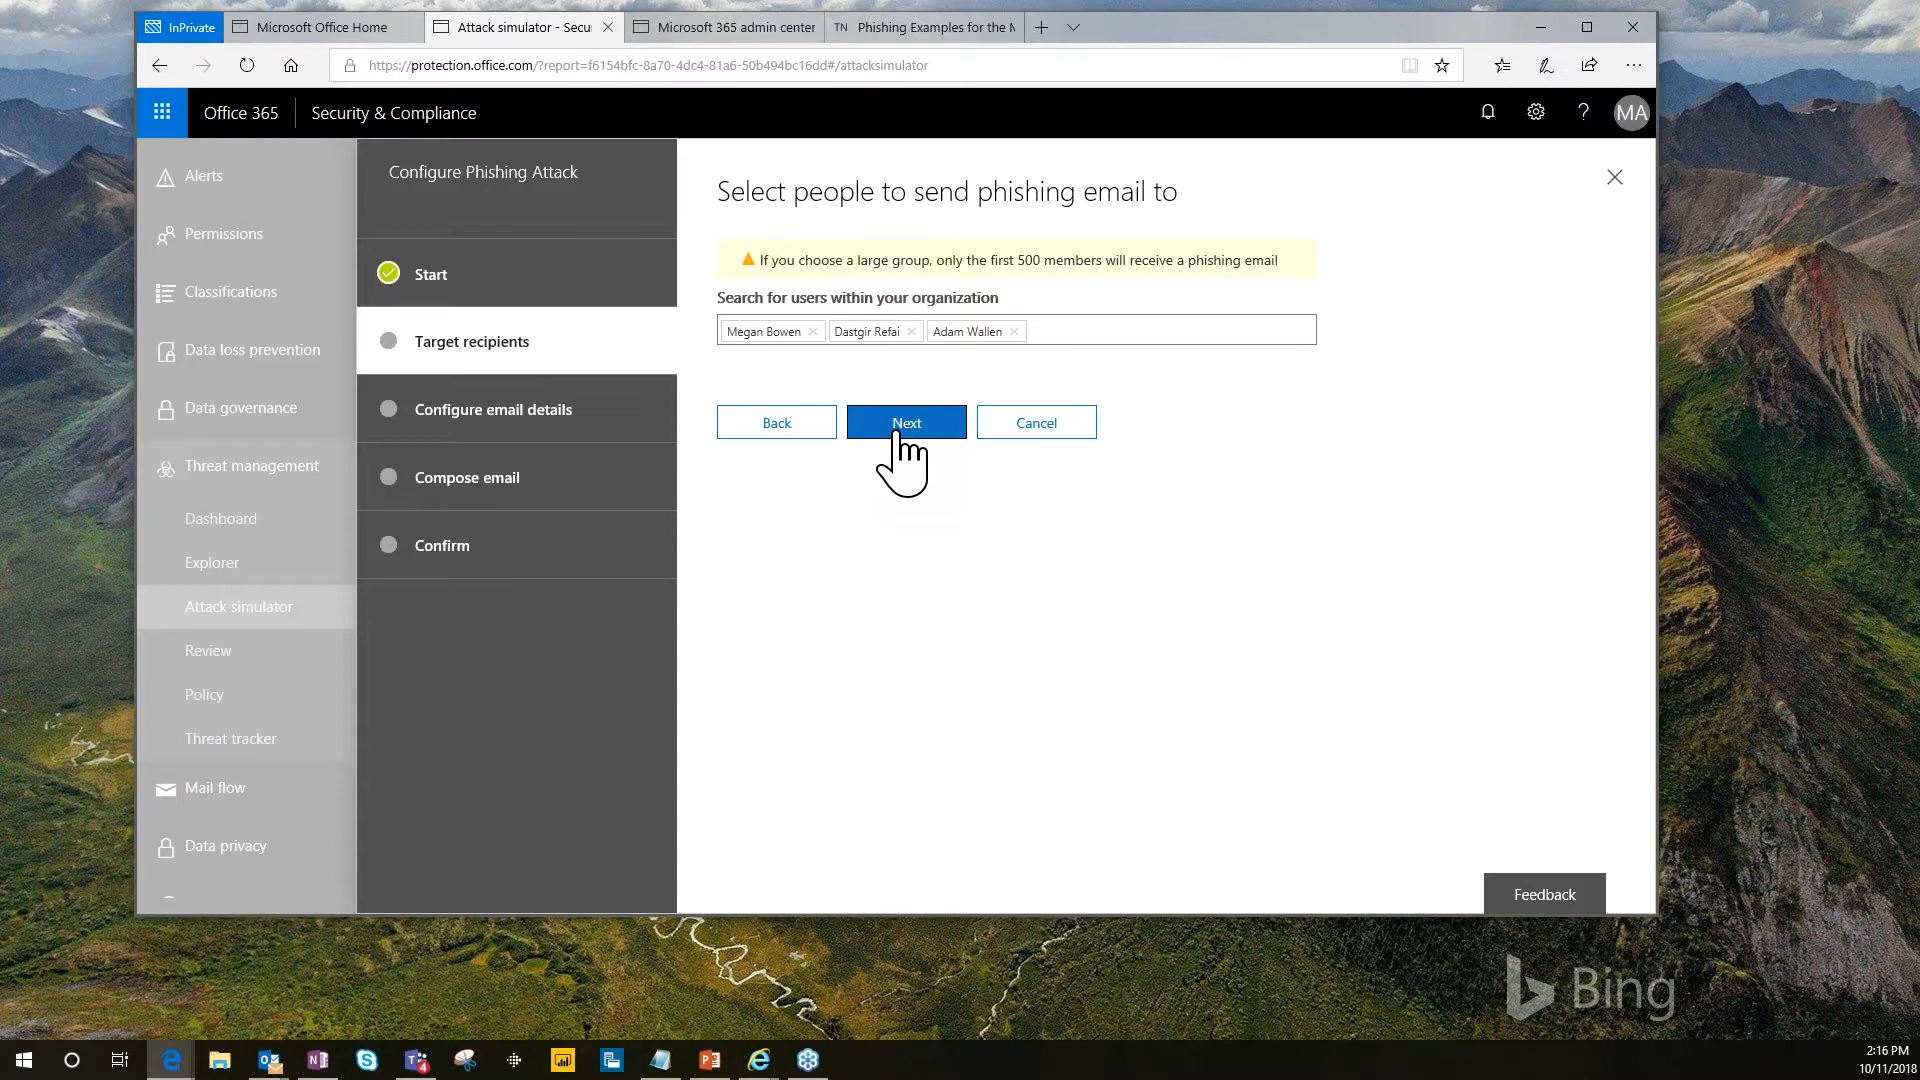 InPrivate
Microsoft Office Home
Attack simulator - Secu
Microsoft 365 admin center
TN Phishing Examples for the M
https://protection.office.com/?report=f6154bfc-8a70-4dc4-81a6-50b494bc16dd#/attacksimulator
Office 365
Security & Compliance
?
MA
Alerts
Permissions
Classifications
Data loss prevention
Data governance
Threat management
Dashboard
Explorer
Attack simulator
Review
Policy
Threat tracker
Mail flow
Data privacy
Configure Phishing Attack
Start
Target recipients
Configure email details
Compose email
Confirm
Select people to send phishing email to
If you choose a large group, only the first 500 members will receive a phishing email
Search for users within your organization
Megan Bowen
Dastgir Refai
Adam Wallen
Back
Next
Cancel
Feedback
Bing
4
2:16 PM
10/11/2018